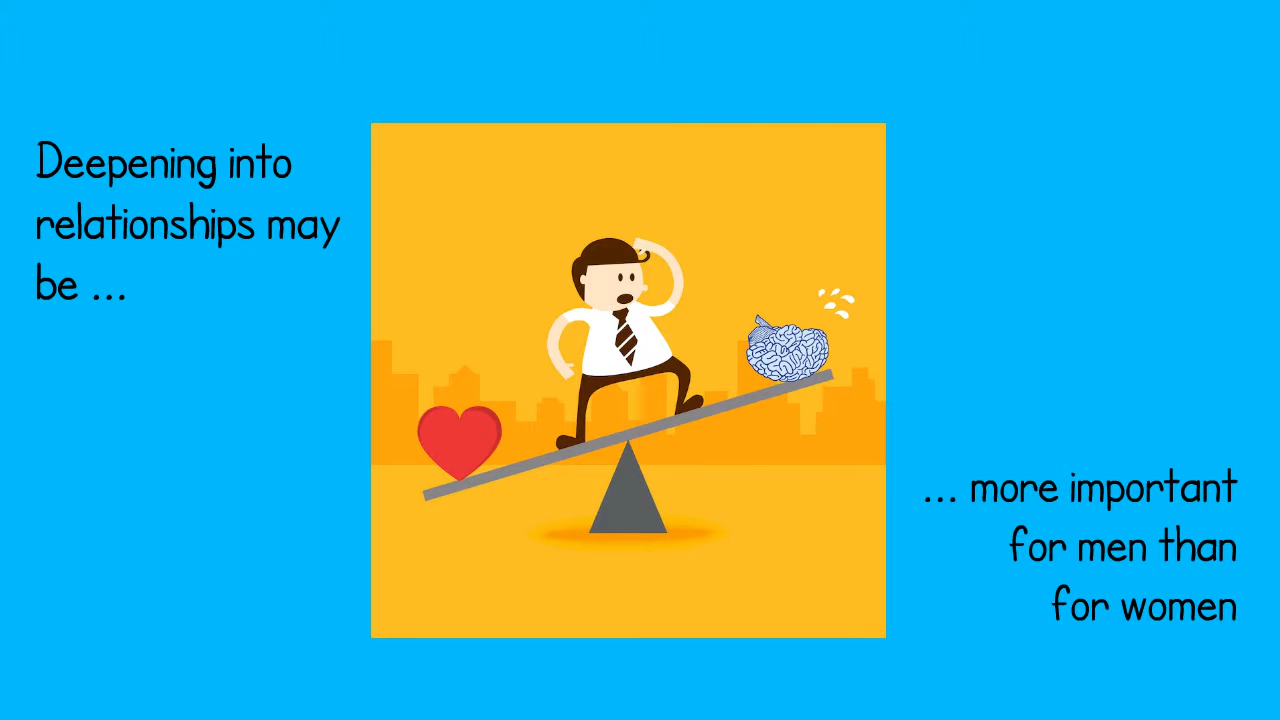 Deepening into
relationships may
be ...
... more important
for men than
for women